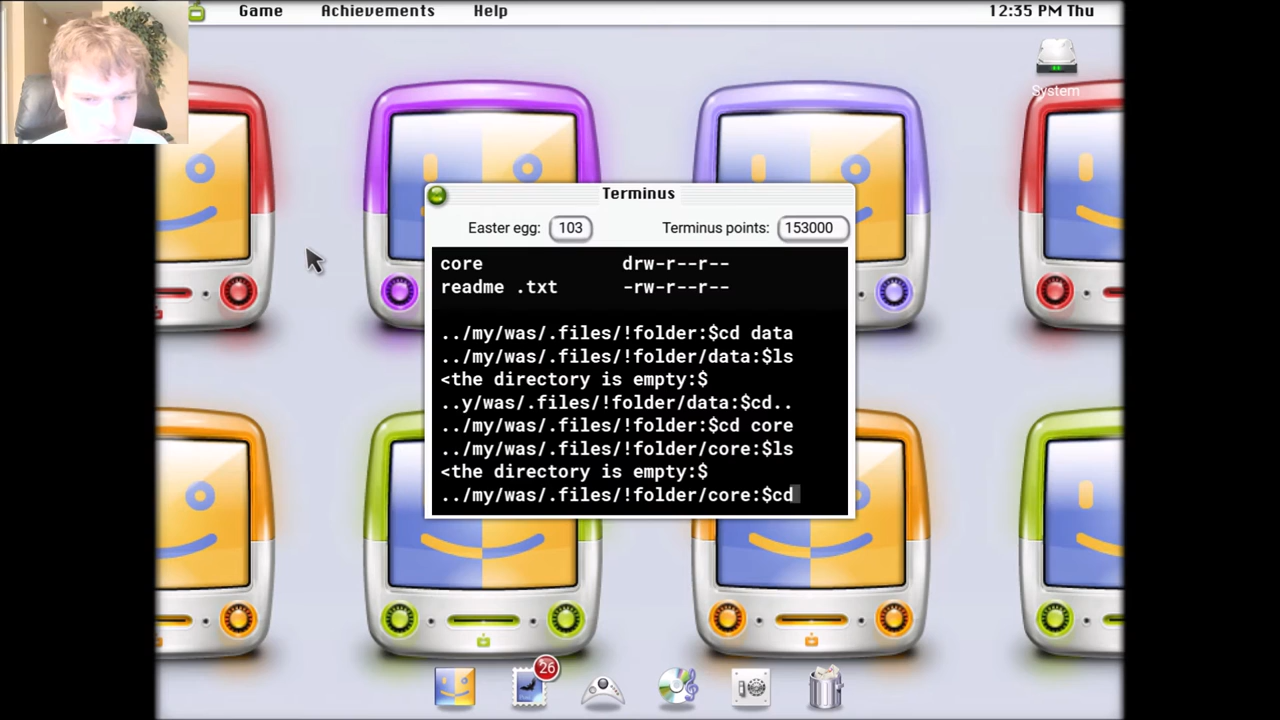 Game Achievements Help 12:35 PM Thu
System
Terminus
Easter egg: 103 Terminus points: 153000
core drw-r--r--
readme .txt -rw-r--r--
../my/was/.files/!folder:$cd data
../my/was/.files/!folder/data:$ls
<the directory is empty:$
..y/was/.files/!folder/data:$cd..
../my/was/.files/!folder:$cd core
../my/was/.files/!folder/core:$ls
<the directory is empty:$
../my/was/.files/!folder/core:$cd
26